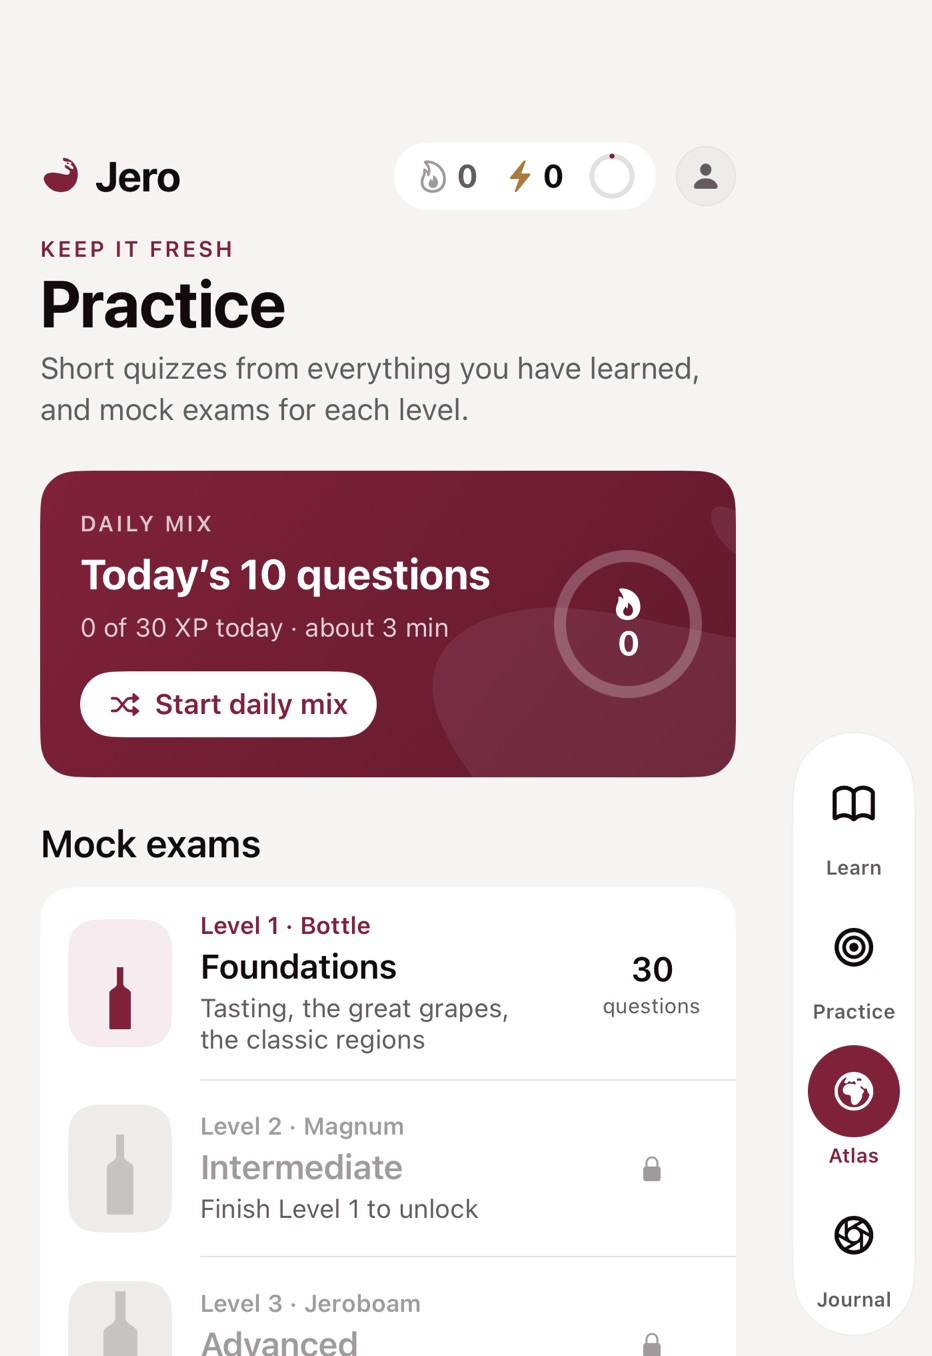 Jero
0
0
KEEP IT FRESH
Practice
Short quizzes from everything you have learned,
and mock exams for each level.
DAILY MIX
Today’s 10 questions
0 of 30 XP today · about 3 min
Start daily mix
0
Mock exams
Level 1 · Bottle
Foundations
Tasting, the great grapes,
the classic regions
30
questions
Level 2 · Magnum
Intermediate
Finish Level 1 to unlock
Level 3 · Jeroboam
Advanced
Learn
Practice
Atlas
Journal